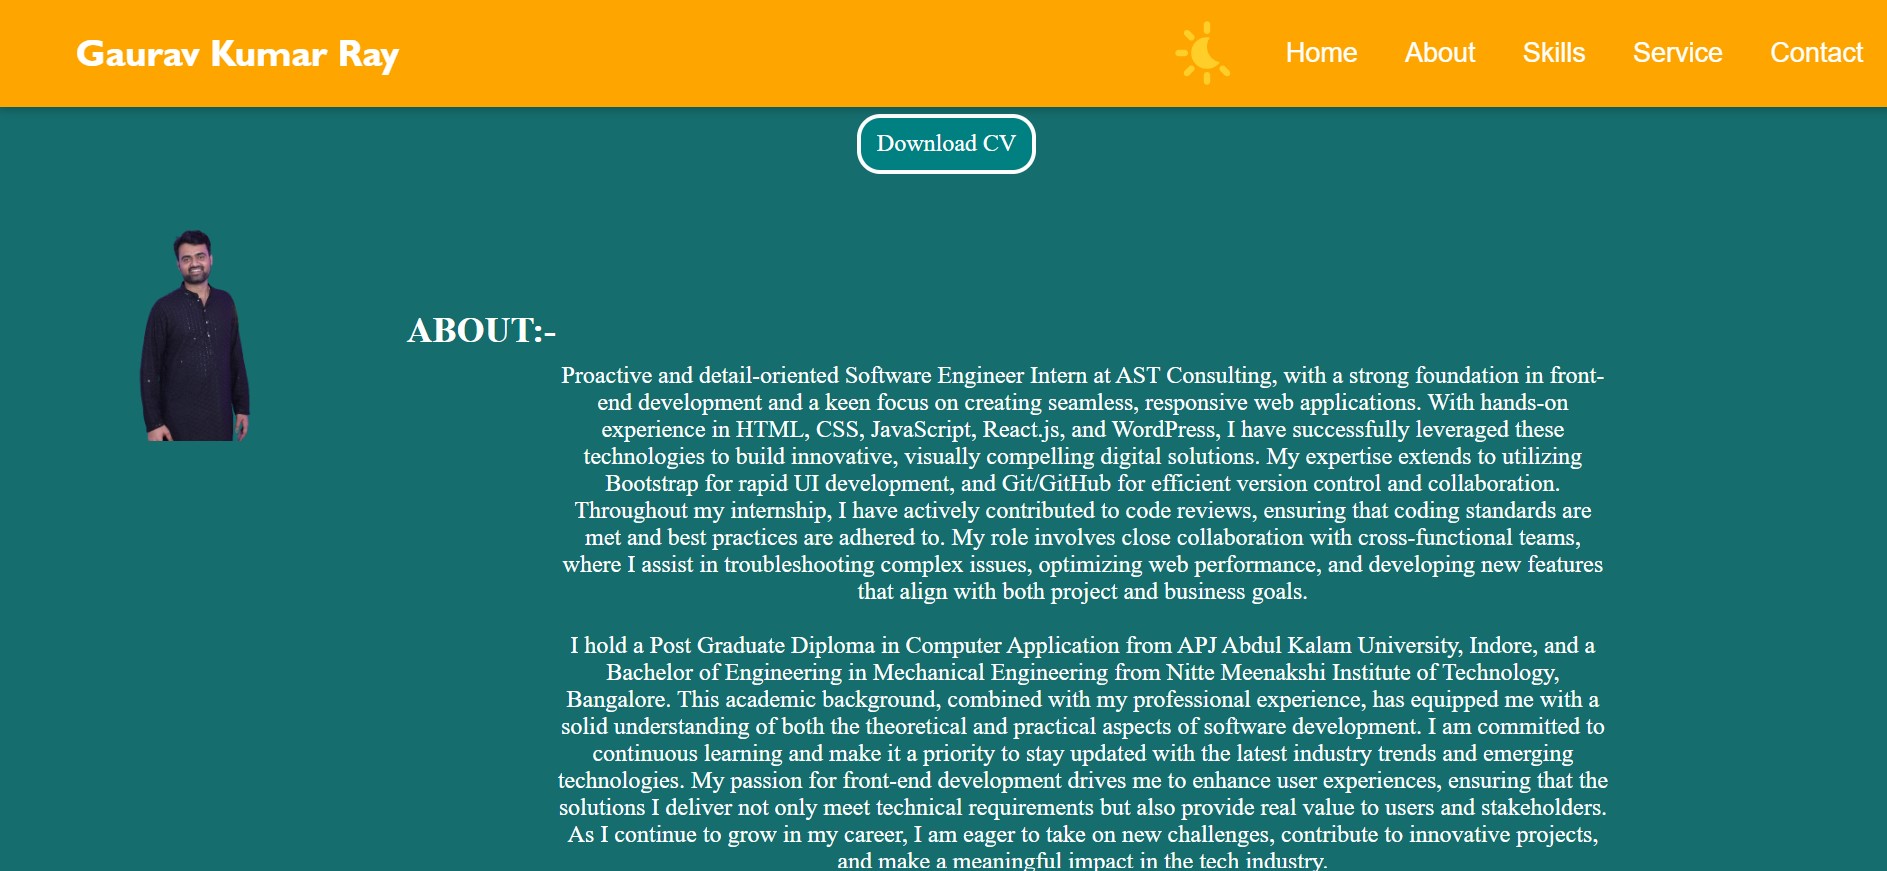 Gaurav Kumar Ray
Home About Skills Service Contact
Download CV
ABOUT:-
Proactive and detail-oriented Software Engineer Intern at AST Consulting, with a strong foundation in front-
end development and a keen focus on creating seamless, responsive web applications. With hands-on
experience in HTML, CSS, JavaScript, React.js, and WordPress, I have successfully leveraged these
technologies to build innovative, visually compelling digital solutions. My expertise extends to utilizing
Bootstrap for rapid UI development, and Git/GitHub for efficient version control and collaboration.
Throughout my internship, I have actively contributed to code reviews, ensuring that coding standards are
met and best practices are adhered to. My role involves close collaboration with cross-functional teams,
where I assist in troubleshooting complex issues, optimizing web performance, and developing new features
that align with both project and business goals.
I hold a Post Graduate Diploma in Computer Application from APJ Abdul Kalam University, Indore, and a
Bachelor of Engineering in Mechanical Engineering from Nitte Meenakshi Institute of Technology,
Bangalore. This academic background, combined with my professional experience, has equipped me with a
solid understanding of both the theoretical and practical aspects of software development. I am committed to
continuous learning and make it a priority to stay updated with the latest industry trends and emerging
technologies. My passion for front-end development drives me to enhance user experiences, ensuring that the
solutions I deliver not only meet technical requirements but also provide real value to users and stakeholders.
As I continue to grow in my career, I am eager to take on new challenges, contribute to innovative projects,
and make a meaningful impact in the tech industry.